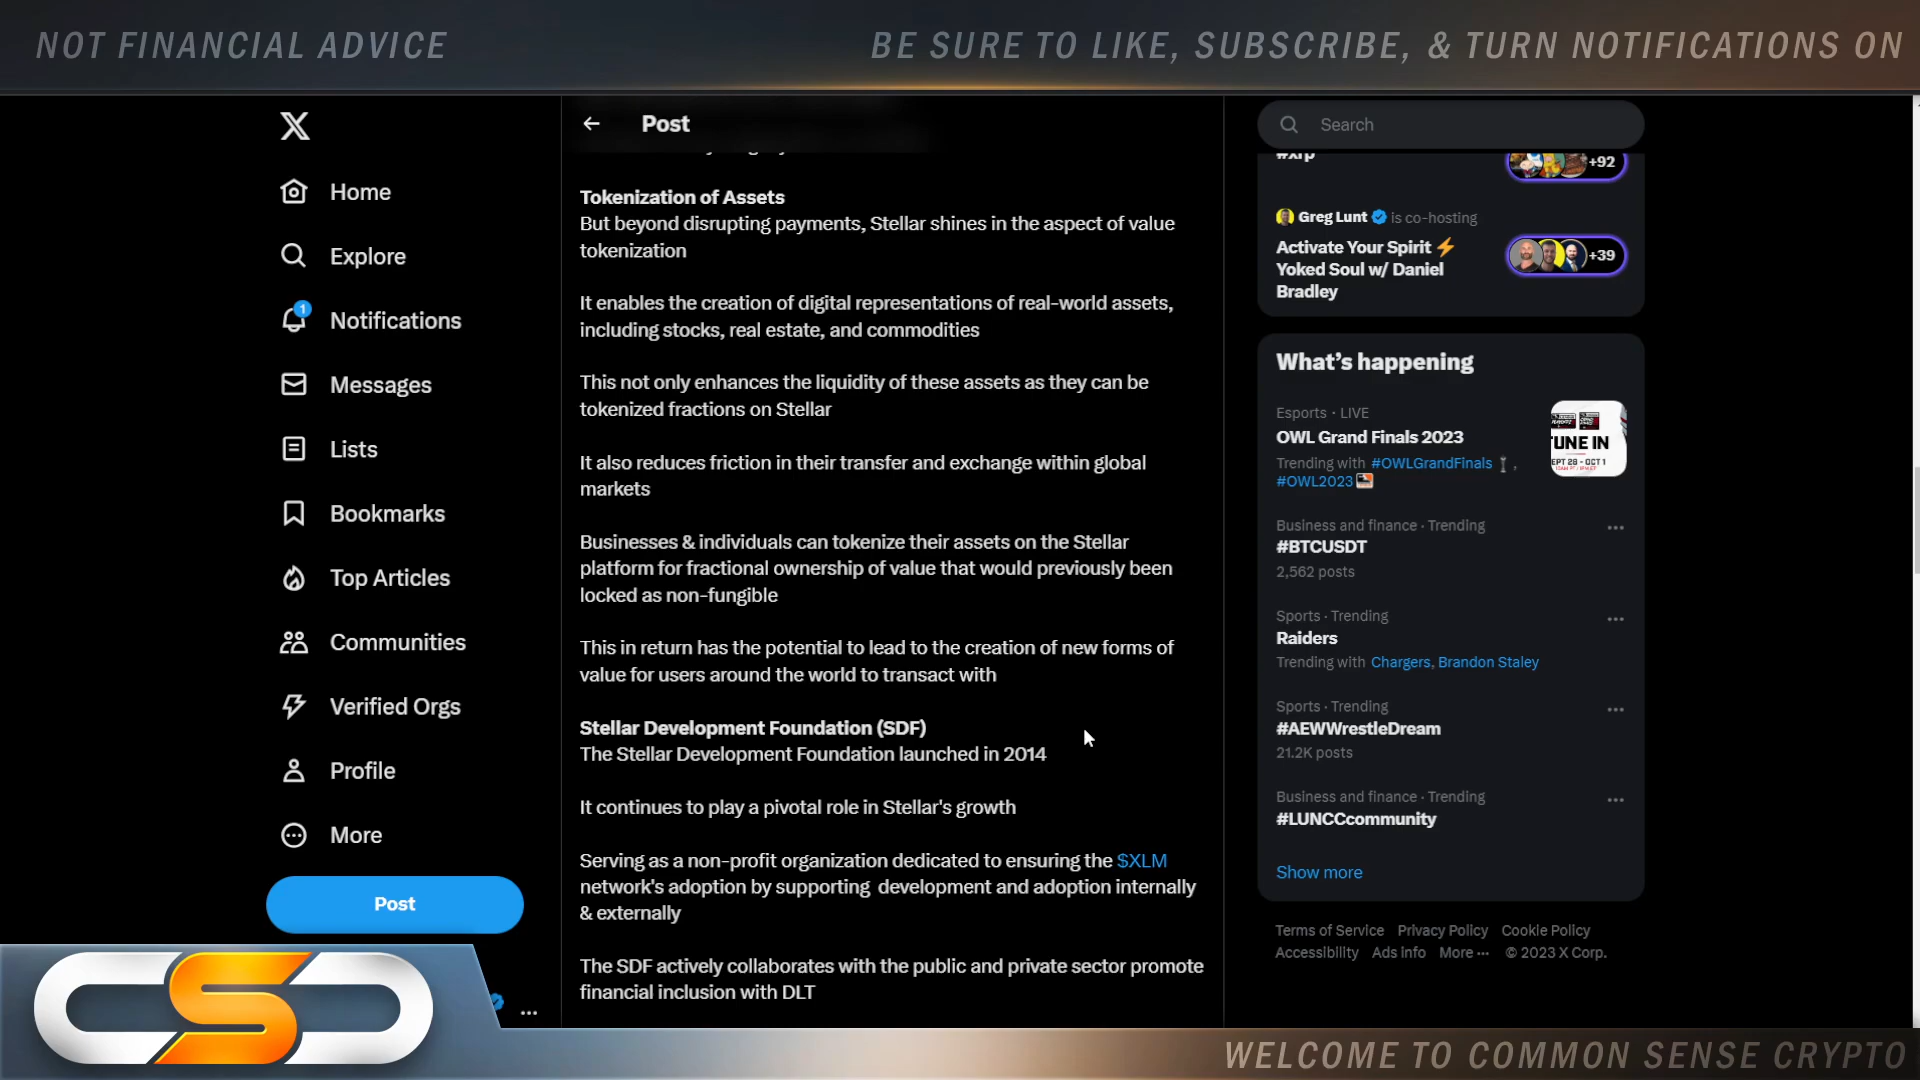 NOT FINANCIAL ADVICE
BE SURE TO LIKE, SUBSCRIBE, & TURN NOTIFICATIONS ON
Home
Explore
1
Notifications
Messages
Lists
Bookmarks
Top Articles
Communities
Verified Orgs
Profile
More
Post
Post
Tokenization of Assets
But beyond disrupting payments, Stellar shines in the aspect of value
tokenization
It enables the creation of digital representations of real-world assets,
including stocks, real estate, and commodities
This not only enhances the liquidity of these assets as they can be
tokenized fractions on Stellar
It also reduces friction in their transfer and exchange within global
markets
Businesses & individuals can tokenize their assets on the Stellar
platform for fractional ownership of value that would previously been
locked as non-fungible
This in return has the potential to lead to the creation of new forms of
value for users around the world to transact with
Stellar Development Foundation (SDF)
The Stellar Development Foundation launched in 2014
It continues to play a pivotal role in Stellar's growth
Serving as a non-profit organization dedicated to ensuring the $XLM
network's adoption by supporting development and adoption internally
& externally
The SDF actively collaborates with the public and private sector promote
financial inclusion with DLT
Search
#xrp
+92
Greg Lunt is co-hosting
Activate Your Spirit⚡
Yoked Soul w/ Daniel
Bradley
+39
What's happening
Esports · LIVE
OWL Grand Finals 2023
Trending with #OWLGrandFinals ,
#OWL2023
TUNE IN
SEPT 28 - OCT 1
Business and finance · Trending
#BTCUSDT
2,562 posts
Sports · Trending
Raiders
Trending with Chargers, Brandon Staley
Sports · Trending
#AEWWrestleDream
21.2K posts
Business and finance · Trending
#LUNCCcommunity
Show more
Terms of Service Privacy Policy Cookie Policy
Accessibility Ads info More ··· © 2023 X Corp.
CSC
WELCOME TO COMMON SENSE CRYPTO